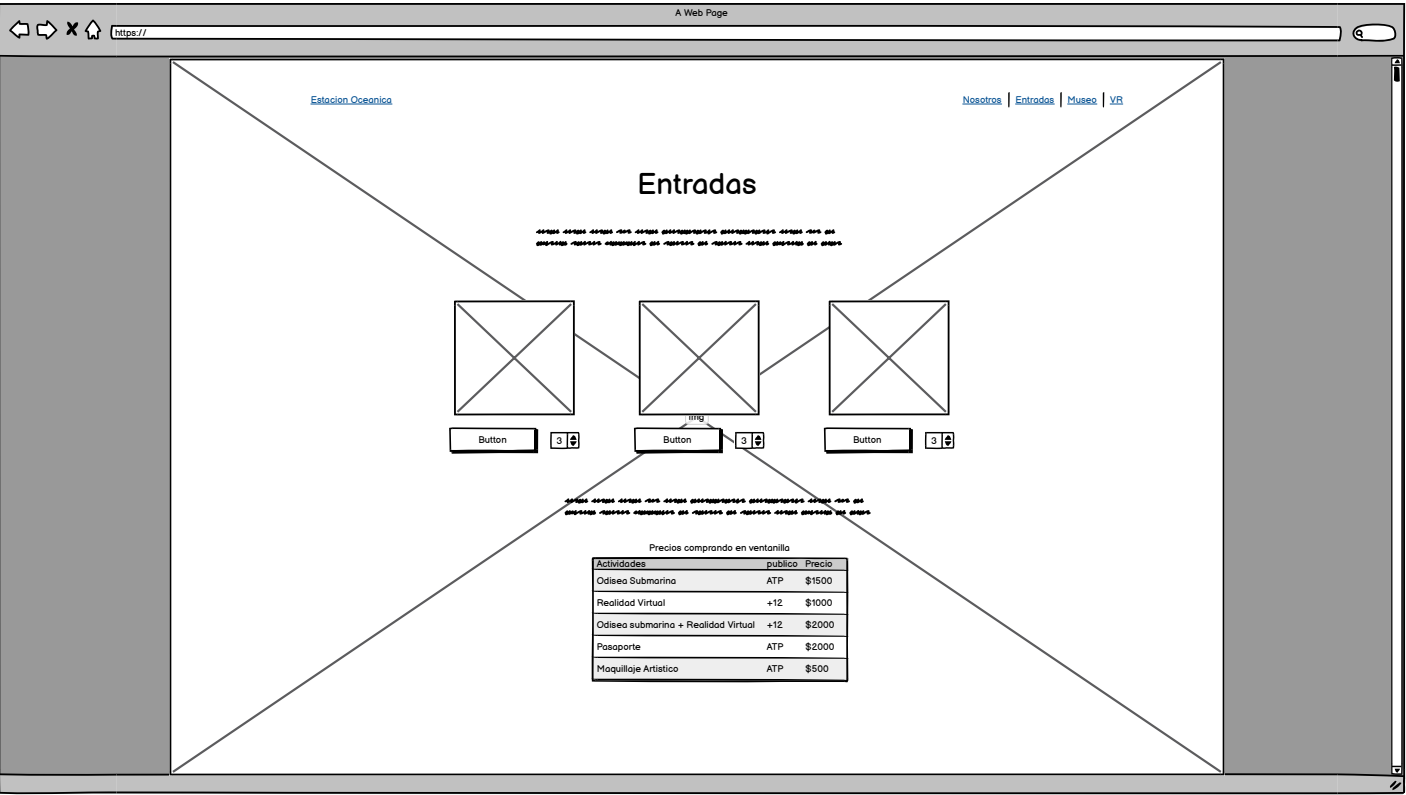 A Web Page
https://
Estacion Oceanica
Nosotros Entradas Museo VR
Entradas
img
Button 3 Button 3 Button 3
Precios comprando en ventanilla
Actividades publico Precio
Odisea Submarina ATP $1500
Realidad Virtual +12 $1000
Odisea submarina + Realidad Virtual +12 $2000
Pasaporte ATP $2000
Maquillaje Artistico ATP $500